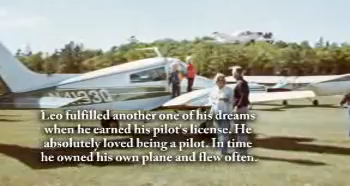 Leo fulfilled another one of his dreams
when he earned his pilot's license. He
absolutely loved being a pilot. In time
he owned his own plane and flew often.